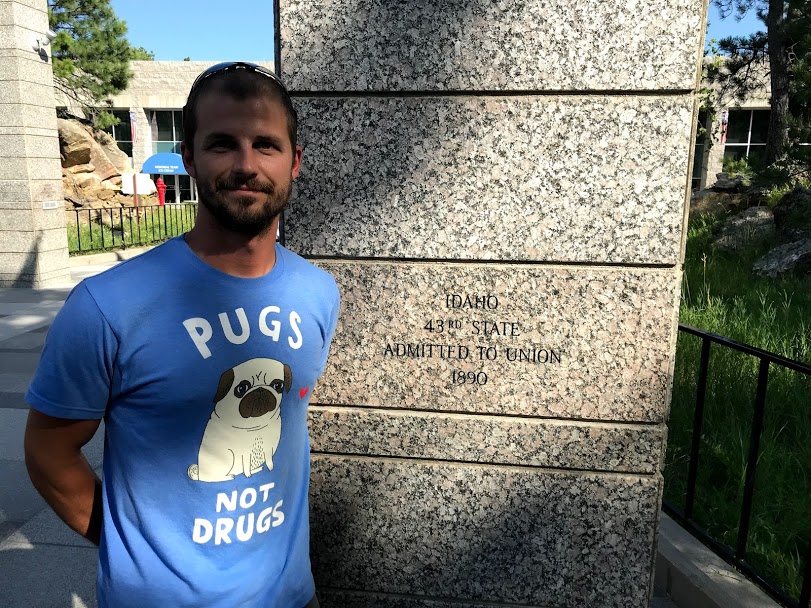 PUGS
NOT
DRUGS
IDAHO
43RD STATE
ADMITTED TO UNION
1890